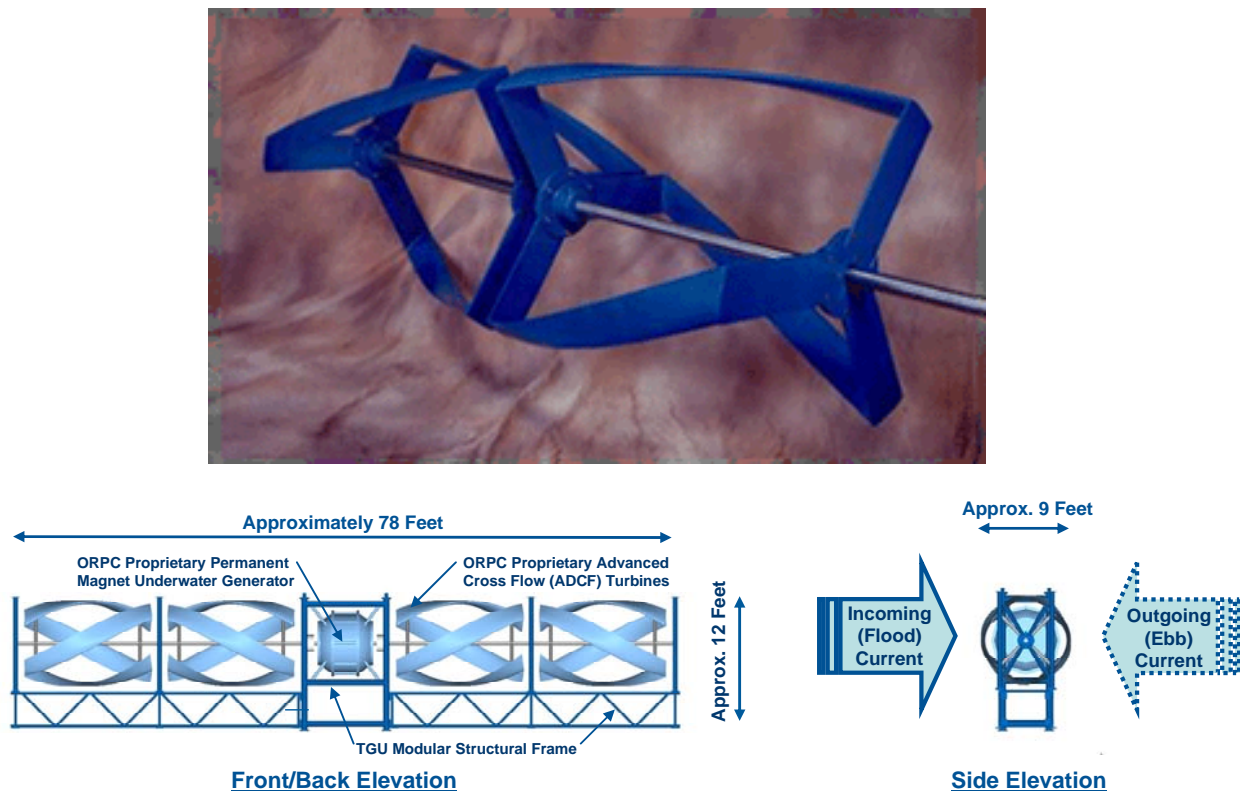 Approximately 78 Feet
ORPC Proprietary Permanent
Magnet Underwater Generator
ORPC Proprietary Advanced
Cross Flow (ADCF) Turbines
Approx. 12 Feet
TGU Modular Structural Frame
Front/Back Elevation
Approx. 9 Feet
Incoming
(Flood)
Current
Outgoing
(Ebb)
Current
Side Elevation